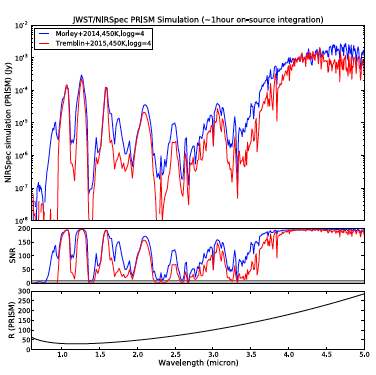 JWST/NIRSpec PRISM Simulation (~1hour on-source integration)
Morley+2014,450K,logg=4
Tremblin+2015,450K,logg=4
NIRSpec simulation (PRISM) (Jy)
10^-2
10^-3
10^-4
10^-5
10^-6
10^-7
10^-8
SNR
200
150
100
50
0
R (PRISM)
300
250
200
150
100
50
0
1.0 1.5 2.0 2.5 3.0 3.5 4.0 4.5 5.0
Wavelength (micron)